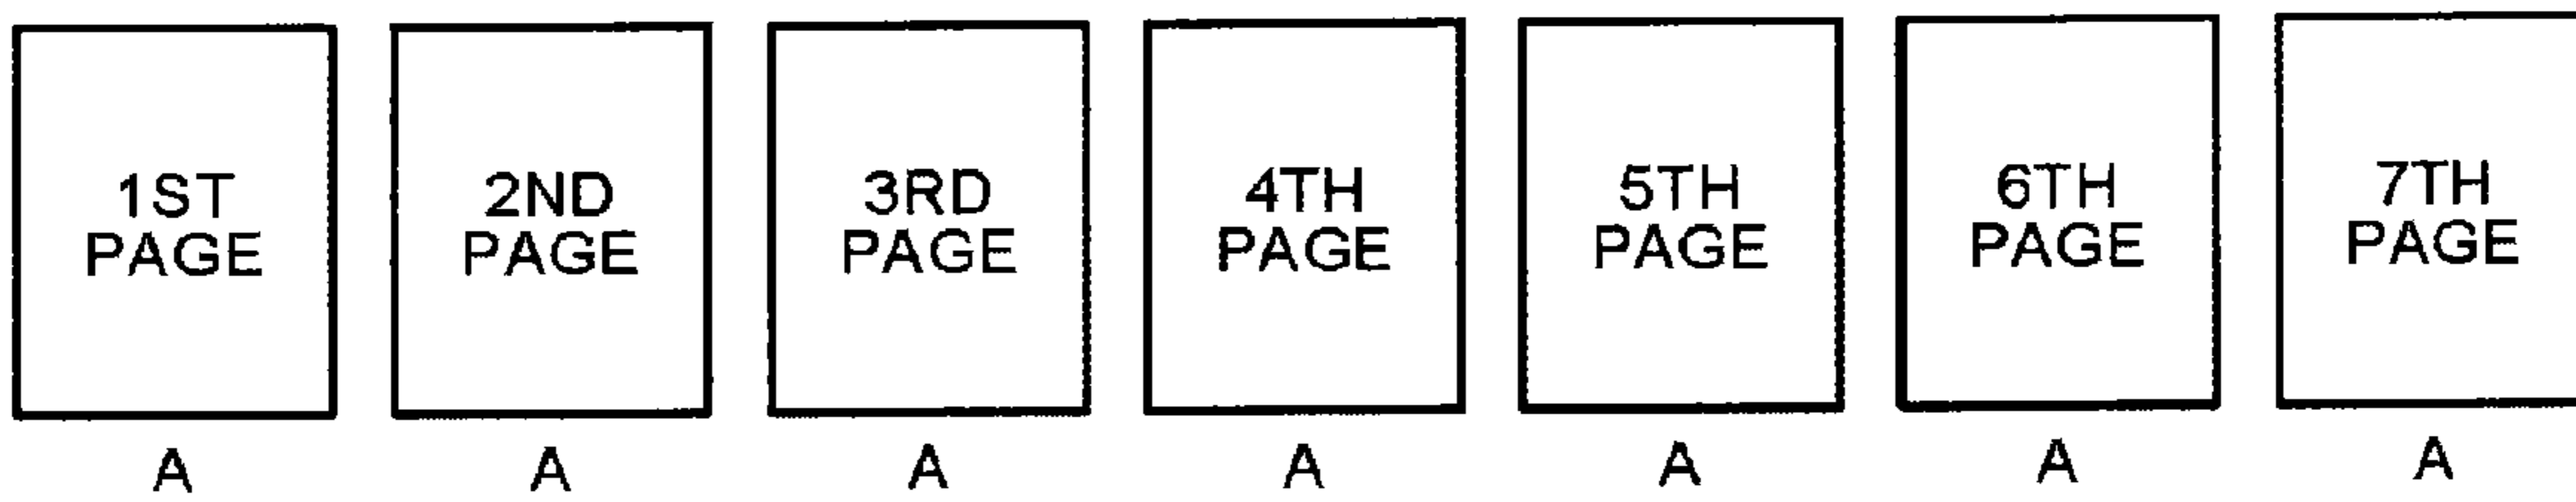 1ST PAGE
2ND PAGE
3RD PAGE
4TH PAGE
5TH PAGE
6TH PAGE
7TH PAGE
A A A A A A A